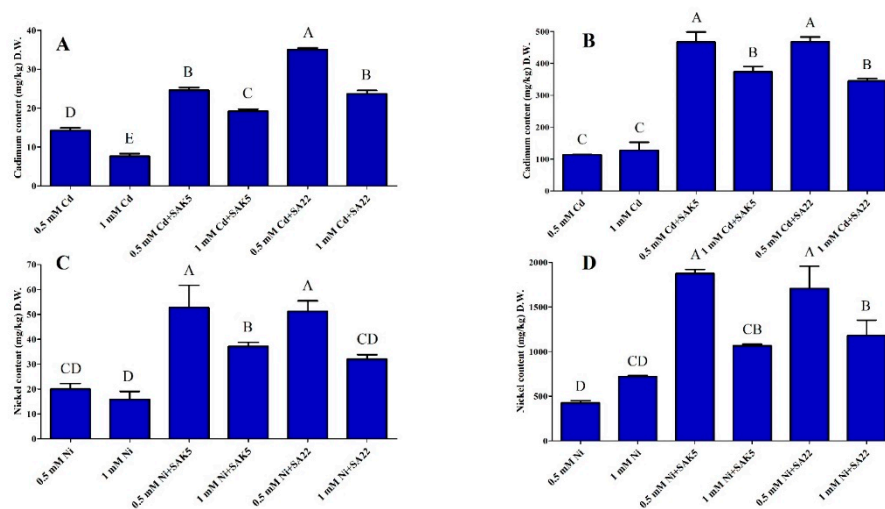 A
Cadimum content (mg/kg) D.W.
40
30
20
10
0
D
E
B
C
A
B
0.5 mM Cd
1 mM Cd
0.5 mM Cd+SAK5
1 mM Cd+SAK5
0.5 mM Cd+SA22
1 mM Cd+SA22
B
Cadimum content (mg/kg) D.W.
500
400
300
200
100
0
C
C
A
B
A
B
0.5 mM Cd
1 mM Cd
0.5 mM Cd+SAK5
1 mM Cd+SAK5
0.5 mM Cd+SA22
1 mM Cd+SA22
C
Nickel content (mg/kg) D.W.
70
60
50
40
30
20
10
0
CD
D
A
B
A
CD
0.5 mM Ni
1 mM Ni
0.5 mM Ni+SAK5
1 mM Ni+SAK5
0.5 mM Ni+SA22
1 mM Ni+SA22
D
Nickel content (mg/kg) D.W.
2000
1500
1000
500
0
D
CD
A
CB
A
B
0.5 mM Ni
1 mM Ni
0.5 mM Ni+SAK5
1 mM Ni+SAK5
0.5 mM Ni+SA22
1 mM Ni+SA22